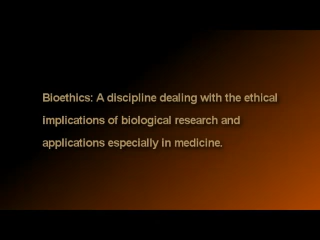 Bioethics: A discipline dealing with the ethical
implications of biological research and
applications especially in medicine.